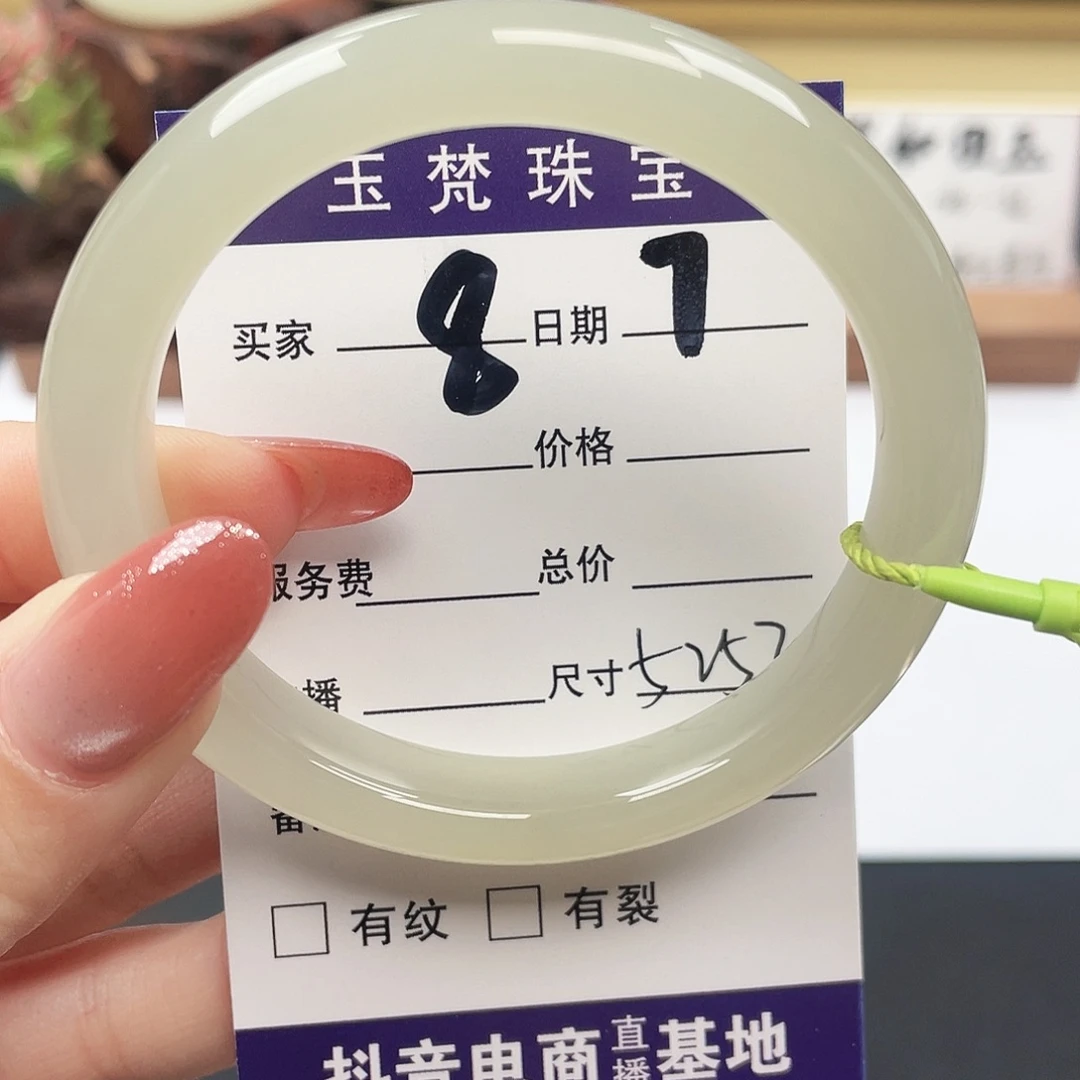 玉梵珠宝
买家 8 日期 7
价格
服务费 总价
播 尺寸
有纹 有裂
抖音电商直播基地